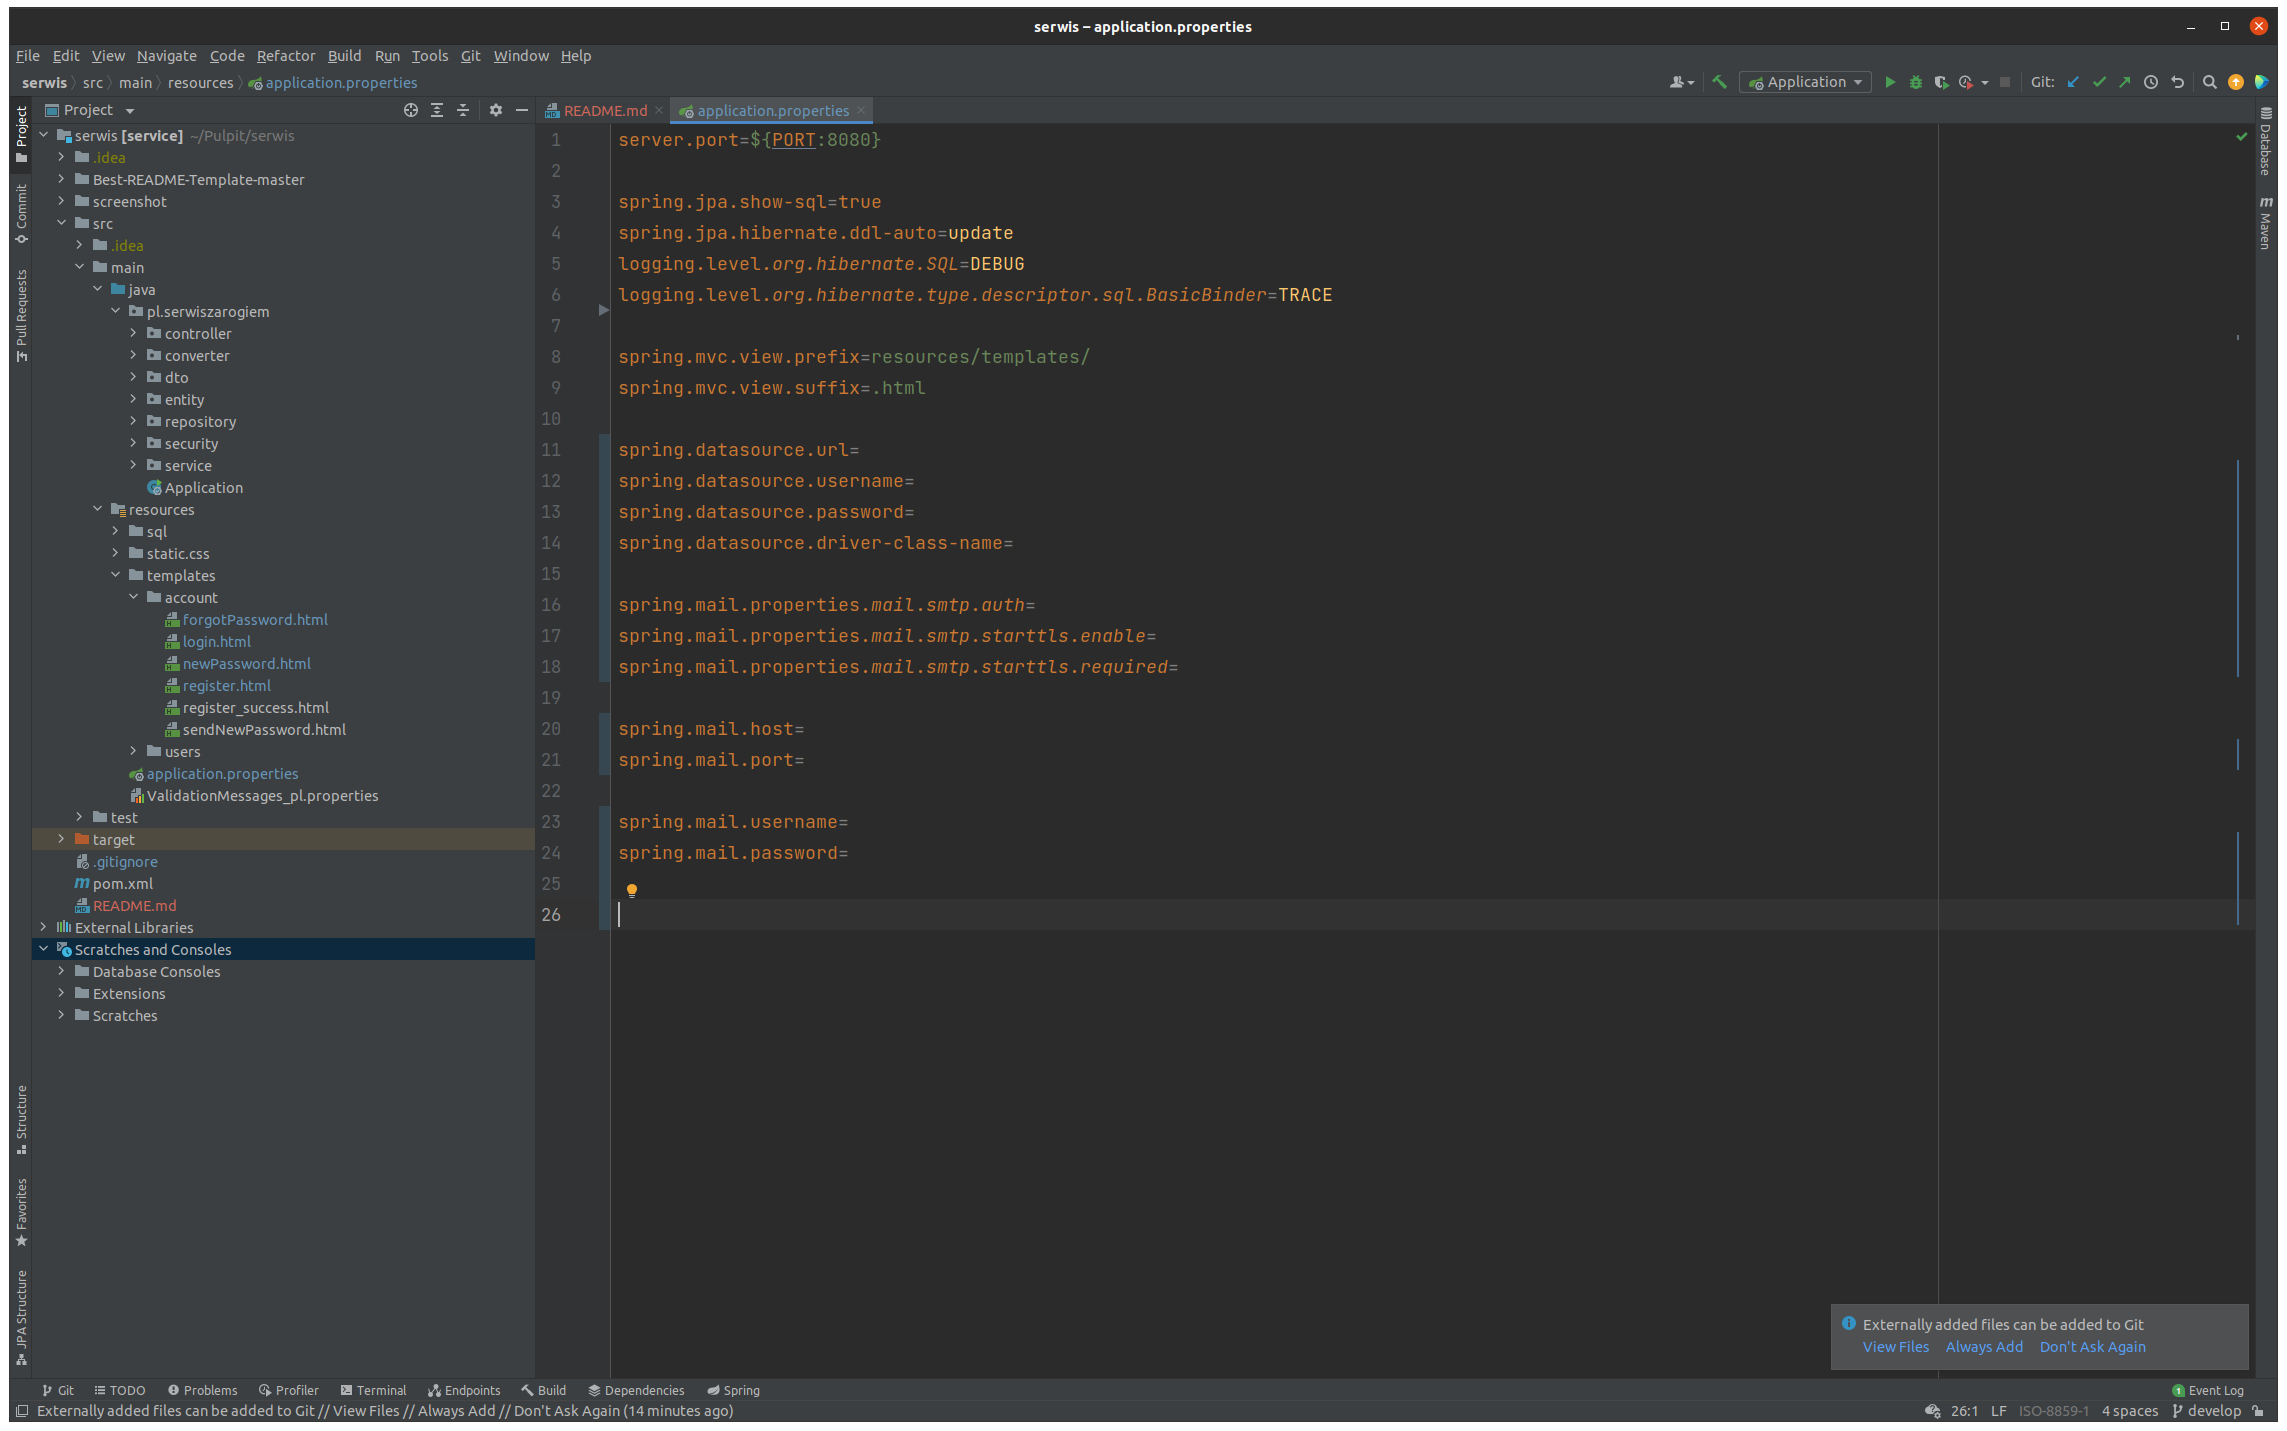 serwis – application.properties
File Edit View Navigate Code Refactor Build Run Tools Git Window Help
serwis src main resources application.properties
Application Git:
Project
README.md application.properties
Project
Commit
Pull Requests
Structure
Favorites
JPA Structure
serwis [service] ~/Pulpit/serwis
.idea
Best-README-Template-master
screenshot
src
.idea
main
java
pl.serwiszarogiem
controller
converter
dto
entity
repository
security
service
Application
resources
sql
static.css
templates
account
forgotPassword.html
login.html
newPassword.html
register.html
register_success.html
sendNewPassword.html
users
application.properties
ValidationMessages_pl.properties
test
target
.gitignore
pom.xml
README.md
External Libraries
Scratches and Consoles
Database Consoles
Extensions
Scratches
1 server.port=${PORT:8080}
2
3 spring.jpa.show-sql=true
4 spring.jpa.hibernate.ddl-auto=update
5 logging.level.org.hibernate.SQL=DEBUG
6 logging.level.org.hibernate.type.descriptor.sql.BasicBinder=TRACE
7
8 spring.mvc.view.prefix=resources/templates/
9 spring.mvc.view.suffix=.html
10
11 spring.datasource.url=
12 spring.datasource.username=
13 spring.datasource.password=
14 spring.datasource.driver-class-name=
15
16 spring.mail.properties.mail.smtp.auth=
17 spring.mail.properties.mail.smtp.starttls.enable=
18 spring.mail.properties.mail.smtp.starttls.required=
19
20 spring.mail.host=
21 spring.mail.port=
22
23 spring.mail.username=
24 spring.mail.password=
25
26
Database
Maven
Externally added files can be added to Git
View Files Always Add Don't Ask Again
Git TODO Problems Profiler Terminal Endpoints Build Dependencies Spring 1 Event Log
Externally added files can be added to Git // View Files // Always Add // Don't Ask Again (14 minutes ago) 26:1 LF ISO-8859-1 4 spaces develop